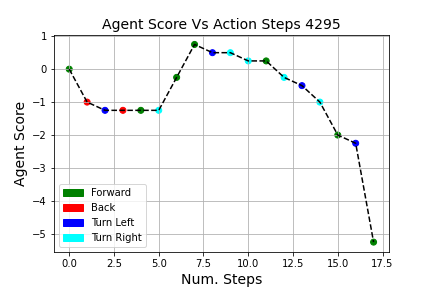 Agent Score Vs Action Steps 4295
1
0
−1
−2
−3
−4
−5
Agent Score
Forward
Back
Turn Left
Turn Right
0.0 2.5 5.0 7.5 10.0 12.5 15.0 17.5
Num. Steps